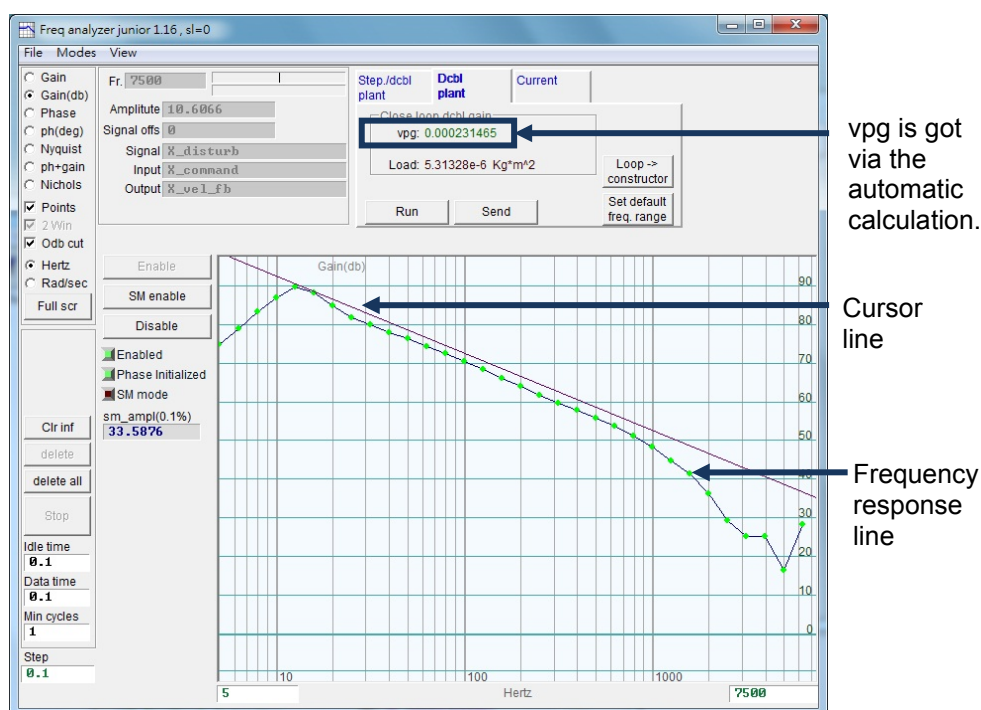 Freq analyzer junior 1.16 , sl=0
File Modes View
Gain
Gain(db)
Phase
ph(deg)
Nyquist
ph+gain
Nichols
Points
2 Win
Odb cut
Hertz
Rad/sec
Full scr
Fr. 7500
Amplitute 10.6066
Signal offs 0
Signal X_disturb
Input X_command
Output X_vel_fb
Step./dcbl plant
Dcbl plant
Current
Close loop dcbl gain
vpg: 0.000231465
Load: 5.31328e-6 Kg*m^2
Loop ->
constructor
Run
Send
Set default
freq. range
vpg is got
via the
automatic
calculation.
Enable
SM enable
Disable
Enabled
Phase Initialized
SM mode
sm_ampl(0.1%)
33.5876
Clr inf
delete
delete all
Stop
Idle time
0.1
Data time
0.1
Min cycles
1
Step
0.1
Gain(db)
90
80
70
60
50
40
30
20
10
0
10
100
1000
5
Hertz
7500
Cursor
line
Frequency
response
line